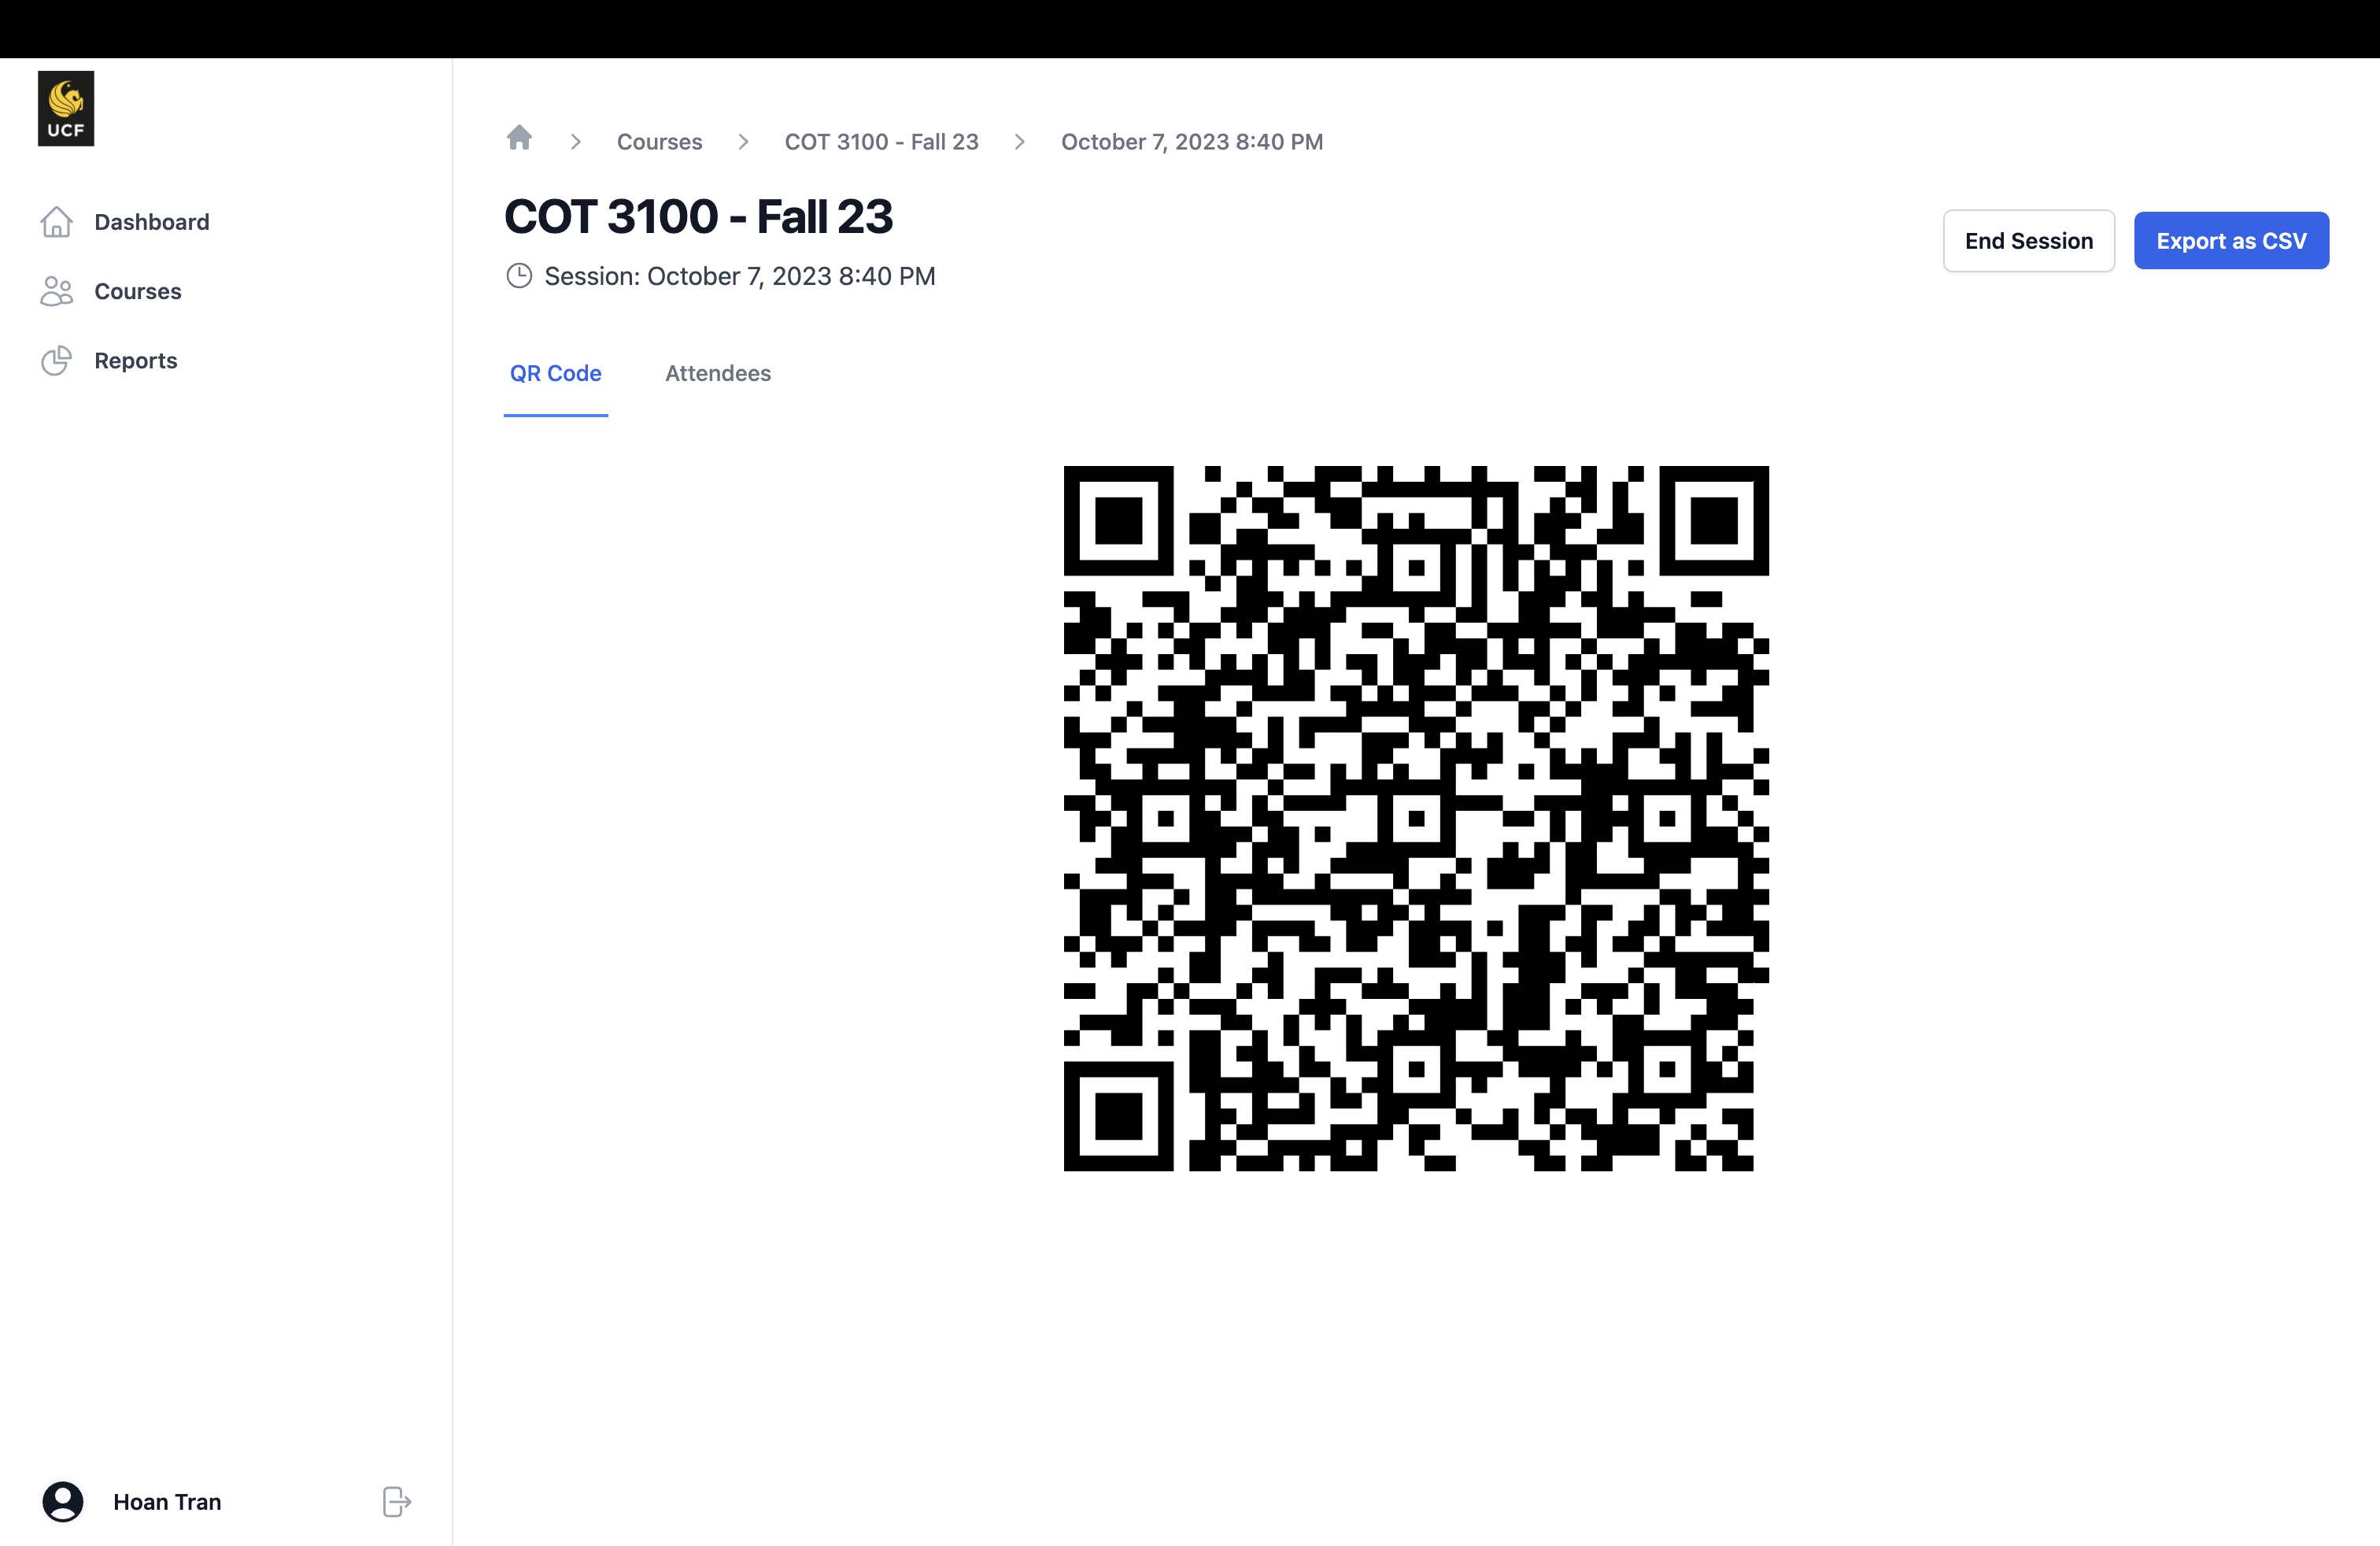 UCF
Dashboard
Courses
Reports
Hoan Tran
Courses
COT 3100 - Fall 23
October 7, 2023 8:40 PM
COT 3100 - Fall 23
Session: October 7, 2023 8:40 PM
End Session
Export as CSV
QR Code
Attendees